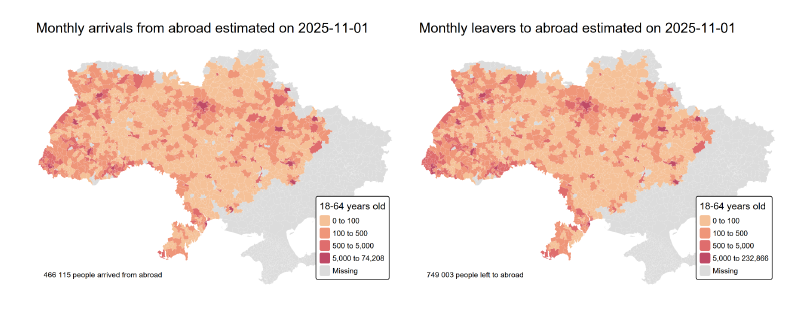 Monthly arrivals from abroad estimated on 2025-11-01
18-64 years old
0 to 100
100 to 500
500 to 5,000
5,000 to 74,208
Missing
466 115 people arrived from abroad
Monthly leavers to abroad estimated on 2025-11-01
18-64 years old
0 to 100
100 to 500
500 to 5,000
5,000 to 232,866
Missing
749 003 people left to abroad